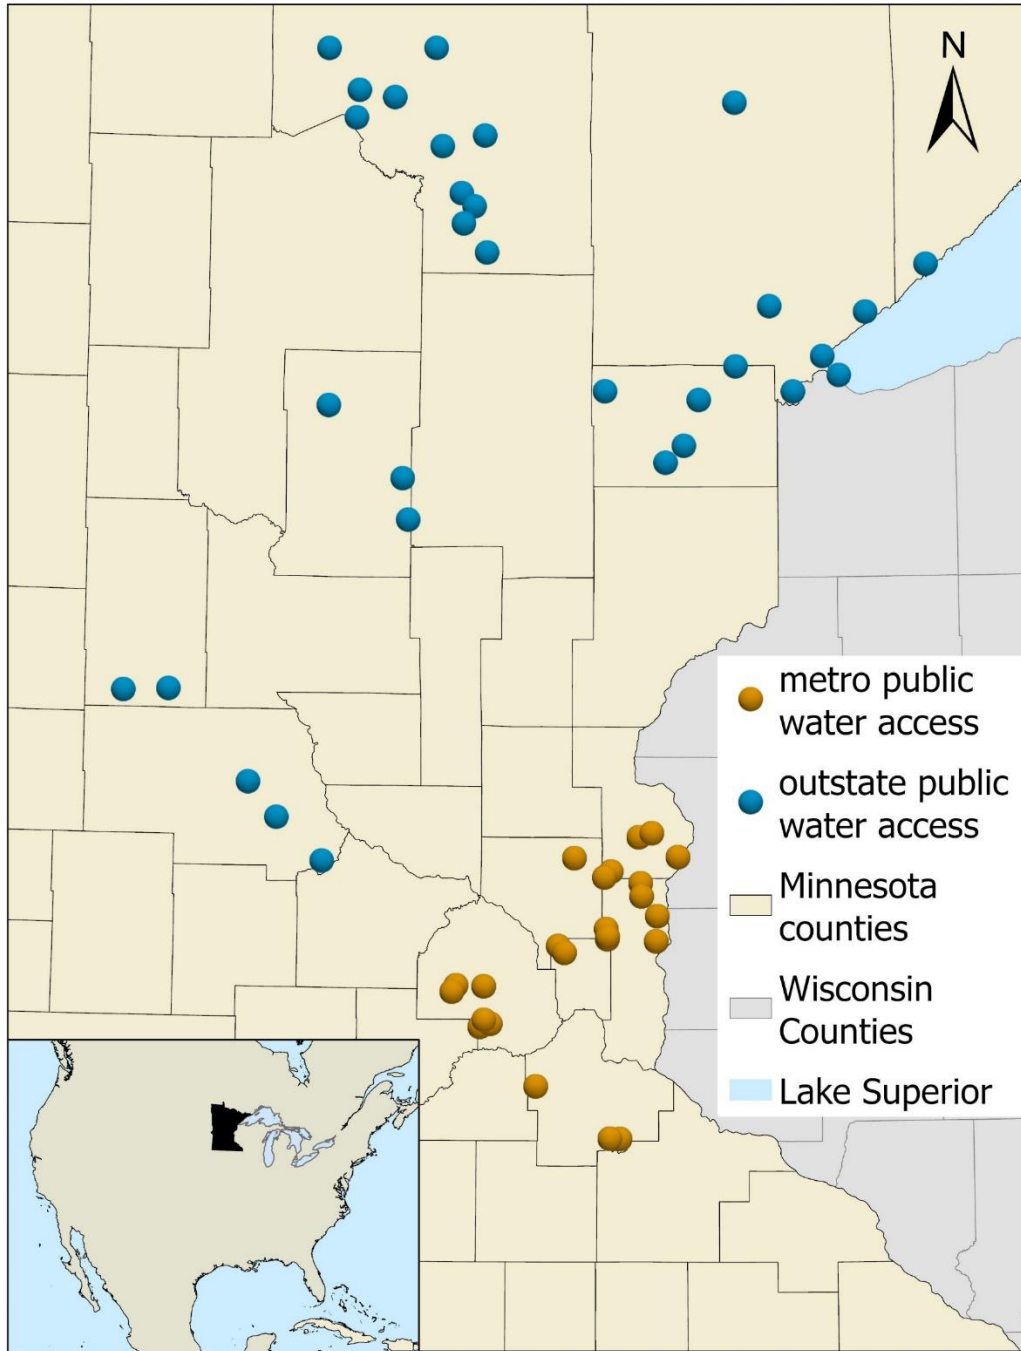 N
metro public
water access
outstate public
water access
Minnesota
counties
Wisconsin
Counties
Lake Superior